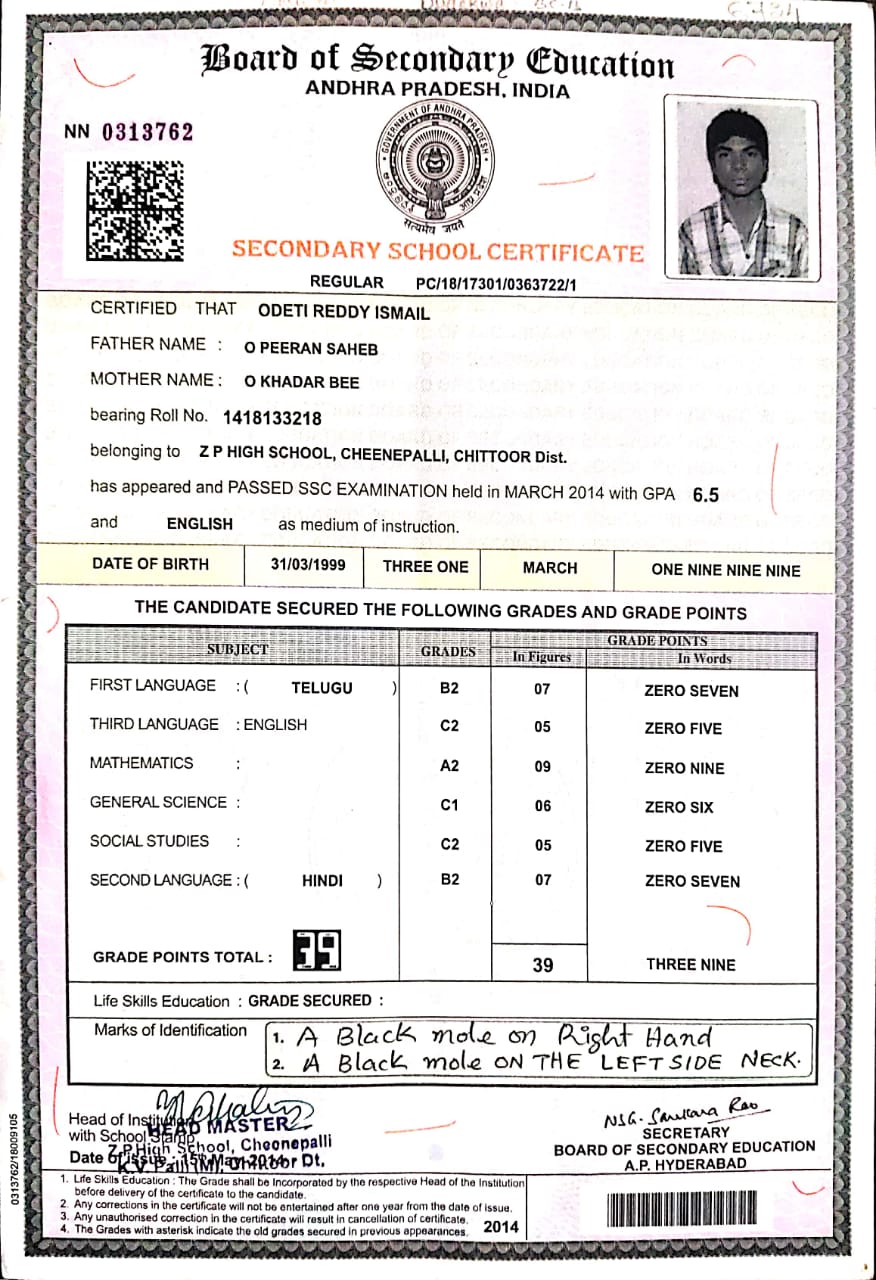 Board of Secondary Education
ANDHRA PRADESH, INDIA
NN 0313762
GOVERNMENT OF ANDHRA PRADESH
सत्यमेव जयते
SECONDARY SCHOOL CERTIFICATE
REGULAR PC/18/17301/0363722/1
CERTIFIED THAT ODETI REDDY ISMAIL
FATHER NAME : O PEERAN SAHEB
MOTHER NAME : O KHADAR BEE
bearing Roll No. 1418133218
belonging to Z P HIGH SCHOOL, CHEENEPALLI, CHITTOOR Dist.
has appeared and PASSED SSC EXAMINATION held in MARCH 2014 with GPA 6.5
and ENGLISH as medium of instruction.
DATE OF BIRTH 31/03/1999 THREE ONE MARCH ONE NINE NINE NINE
THE CANDIDATE SECURED THE FOLLOWING GRADES AND GRADE POINTS
SUBJECT GRADES GRADE POINTS
In Figures In Words
FIRST LANGUAGE : ( TELUGU ) B2 07 ZERO SEVEN
THIRD LANGUAGE : ENGLISH C2 05 ZERO FIVE
MATHEMATICS : A2 09 ZERO NINE
GENERAL SCIENCE : C1 06 ZERO SIX
SOCIAL STUDIES : C2 05 ZERO FIVE
SECOND LANGUAGE : ( HINDI ) B2 07 ZERO SEVEN
GRADE POINTS TOTAL : 39 39 THREE NINE
Life Skills Education : GRADE SECURED :
Marks of Identification 1. A Black mole on Right Hand
2. A Black mole ON THE LEFT SIDE NECK.
Head of Institution
HEAD MASTER
with School Stamp
Z.P.High School, Cheenepalli
Date of issue : 15th May 2014
K.V. Palli (M), Chittoor Dt.
N.S.G. Sankara Rao
SECRETARY
BOARD OF SECONDARY EDUCATION
A.P. HYDERABAD
1. Life Skills Education : The Grade shall be Incorporated by the respective Head of the Institution
before delivery of the certificate to the candidate.
2. Any corrections in the certificate will not be entertained after one year from the date of issue.
3. Any unauthorised correction in the certificate will result in cancellation of certificate.
4. The Grades with asterisk indicate the old grades secured in previous appearances. 2014
0313762/18009105